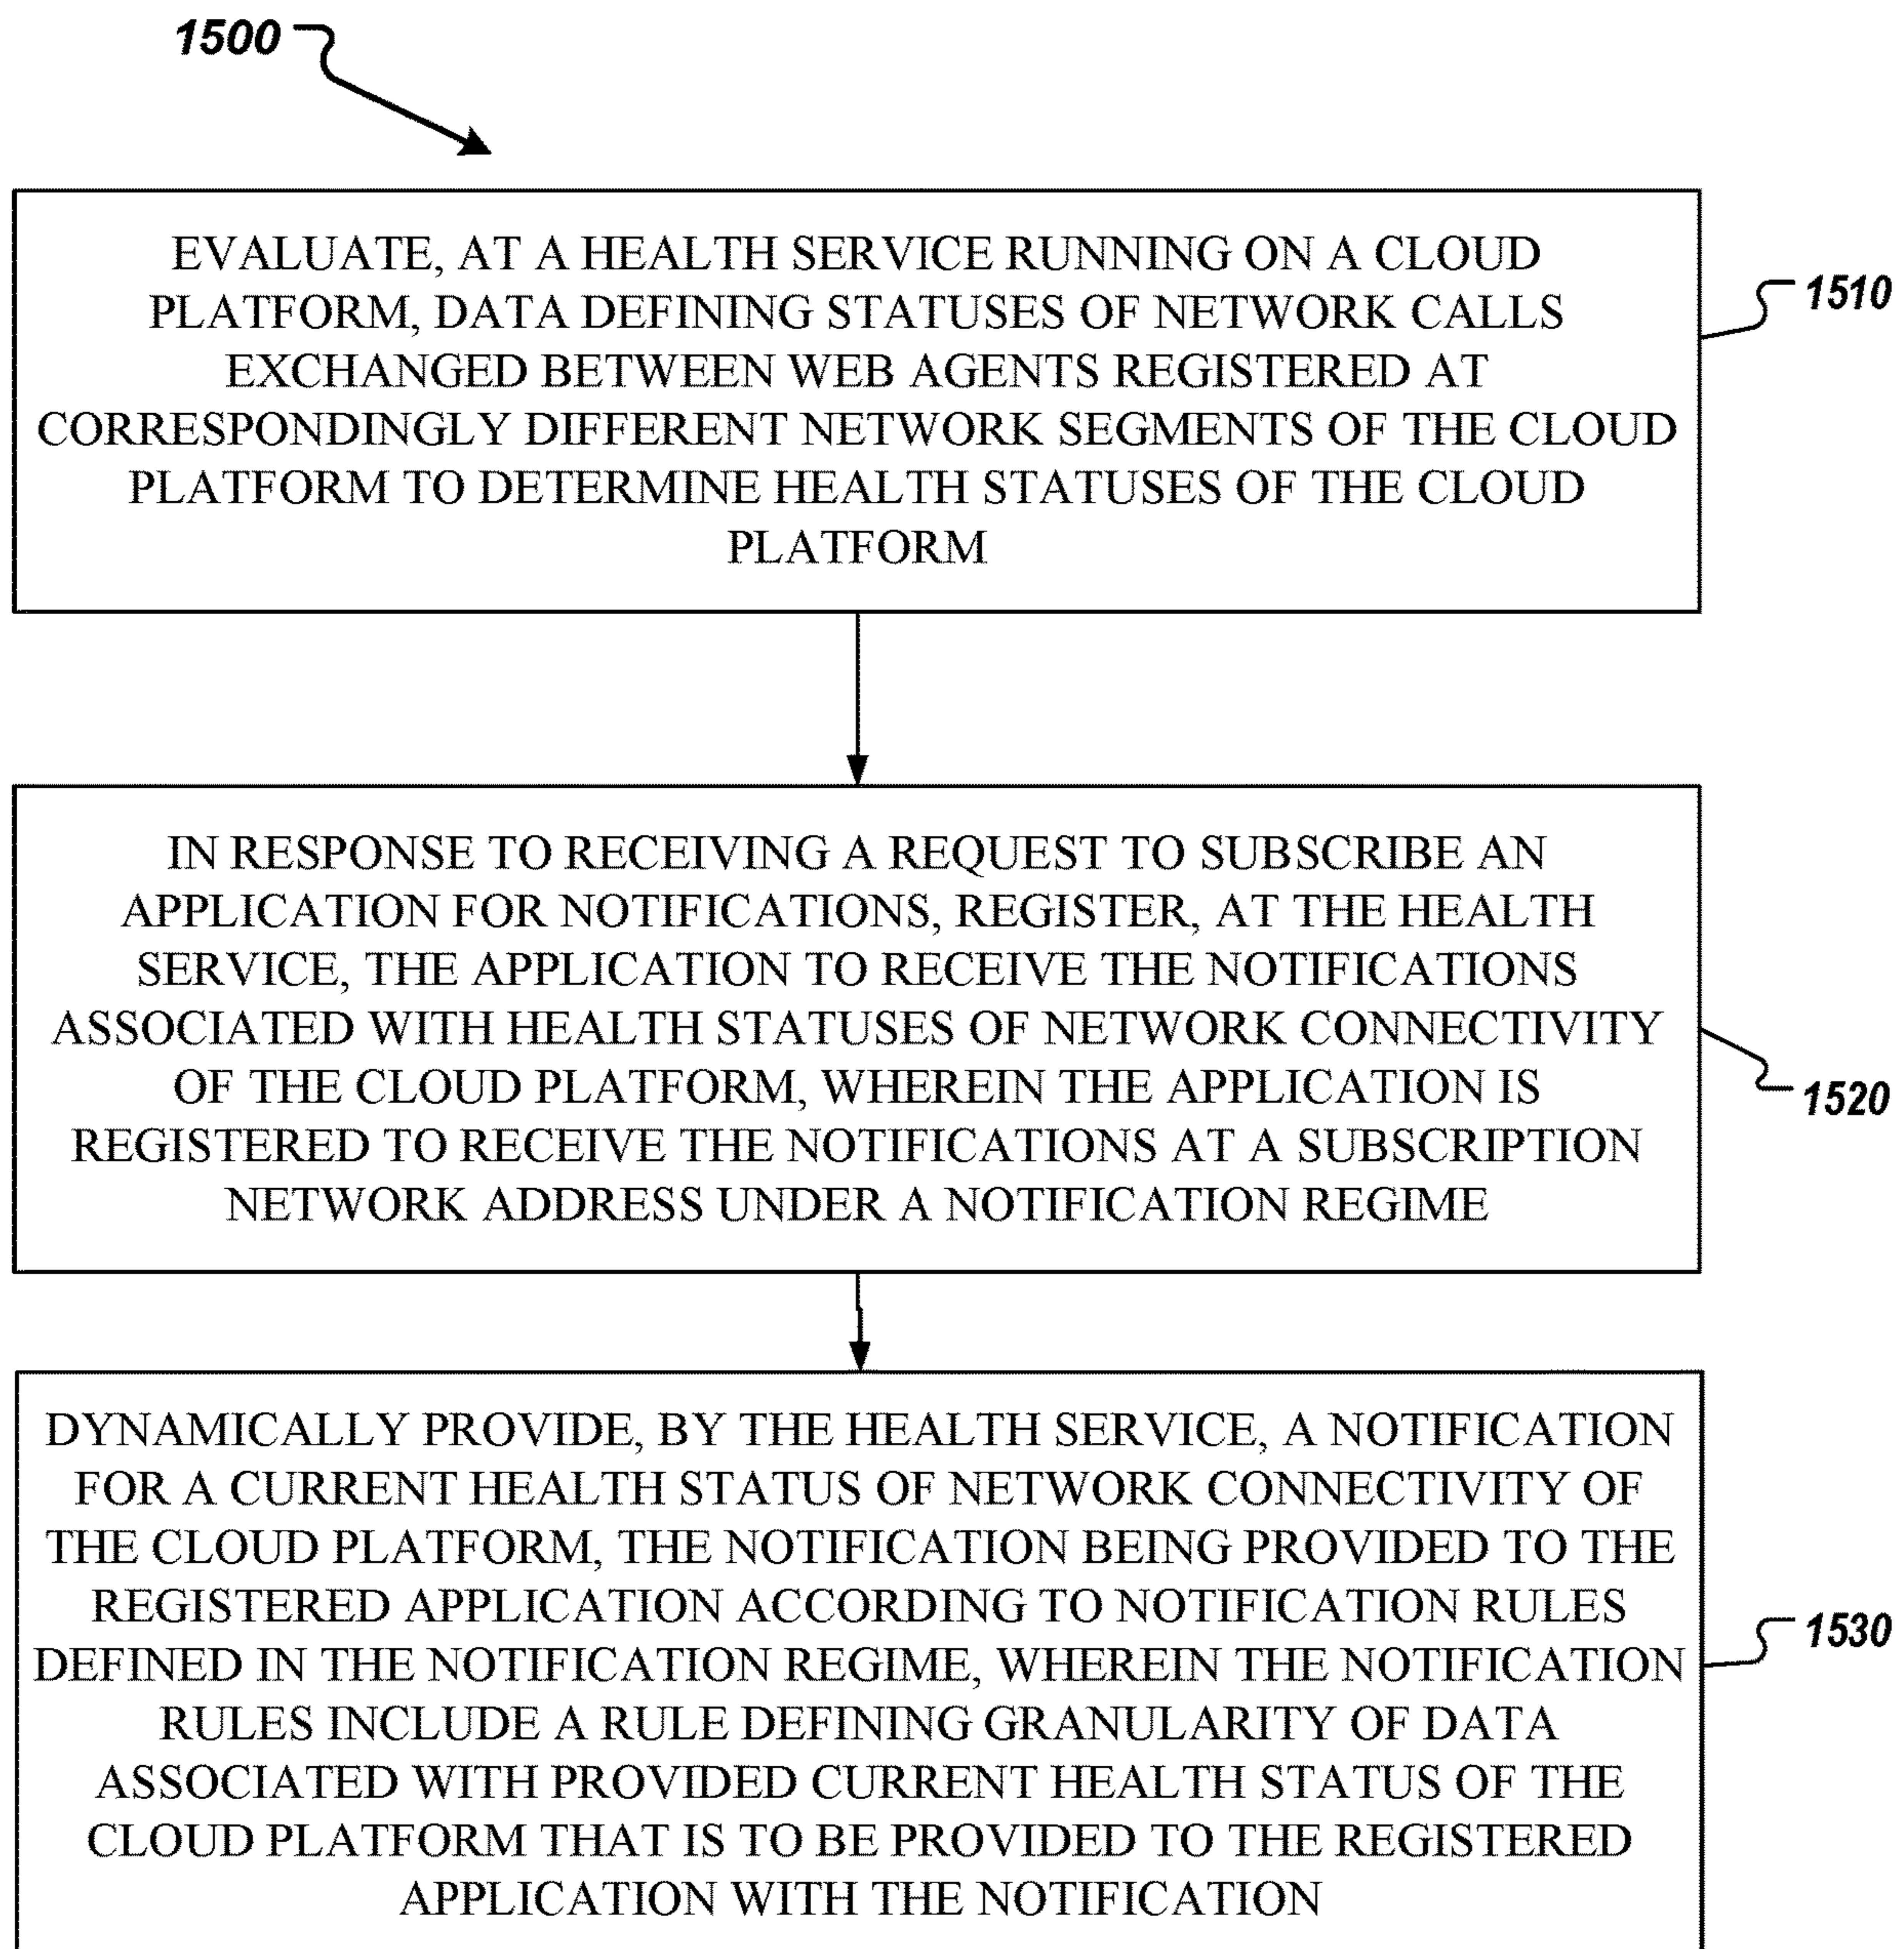 1500
EVALUATE, AT A HEALTH SERVICE RUNNING ON A CLOUD
PLATFORM, DATA DEFINING STATUSES OF NETWORK CALLS
EXCHANGED BETWEEN WEB AGENTS REGISTERED AT
CORRESPONDINGLY DIFFERENT NETWORK SEGMENTS OF THE CLOUD
PLATFORM TO DETERMINE HEALTH STATUSES OF THE CLOUD
PLATFORM
1510
IN RESPONSE TO RECEIVING A REQUEST TO SUBSCRIBE AN
APPLICATION FOR NOTIFICATIONS, REGISTER, AT THE HEALTH
SERVICE, THE APPLICATION TO RECEIVE THE NOTIFICATIONS
ASSOCIATED WITH HEALTH STATUSES OF NETWORK CONNECTIVITY
OF THE CLOUD PLATFORM, WHEREIN THE APPLICATION IS
REGISTERED TO RECEIVE THE NOTIFICATIONS AT A SUBSCRIPTION
NETWORK ADDRESS UNDER A NOTIFICATION REGIME
1520
DYNAMICALLY PROVIDE, BY THE HEALTH SERVICE, A NOTIFICATION
FOR A CURRENT HEALTH STATUS OF NETWORK CONNECTIVITY OF
THE CLOUD PLATFORM, THE NOTIFICATION BEING PROVIDED TO THE
REGISTERED APPLICATION ACCORDING TO NOTIFICATION RULES
DEFINED IN THE NOTIFICATION REGIME, WHEREIN THE NOTIFICATION
RULES INCLUDE A RULE DEFINING GRANULARITY OF DATA
ASSOCIATED WITH PROVIDED CURRENT HEALTH STATUS OF THE
CLOUD PLATFORM THAT IS TO BE PROVIDED TO THE REGISTERED
APPLICATION WITH THE NOTIFICATION
1530